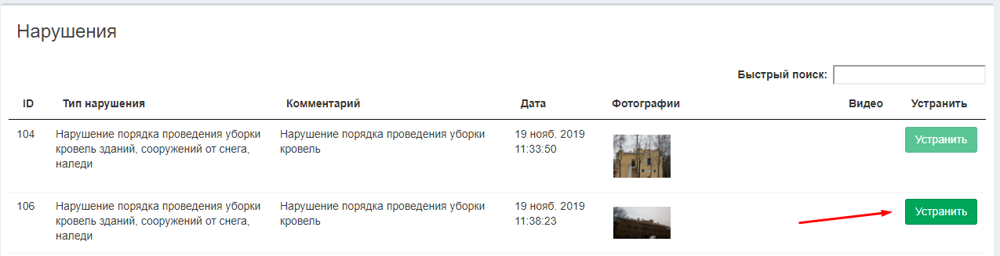 Нарушения
Быстрый поиск:
ID Тип нарушения Комментарий Дата Фотографии Видео Устранить
104 Нарушение порядка проведения уборки Нарушение порядка проведения уборки 19 нояб. 2019 Устранить
кровель зданий, сооружений от снега, кровель 11:33:50
наледи
106 Нарушение порядка проведения уборки Нарушение порядка проведения уборки 19 нояб. 2019 Устранить
кровель зданий, сооружений от снега, кровель 11:38:23
наледи